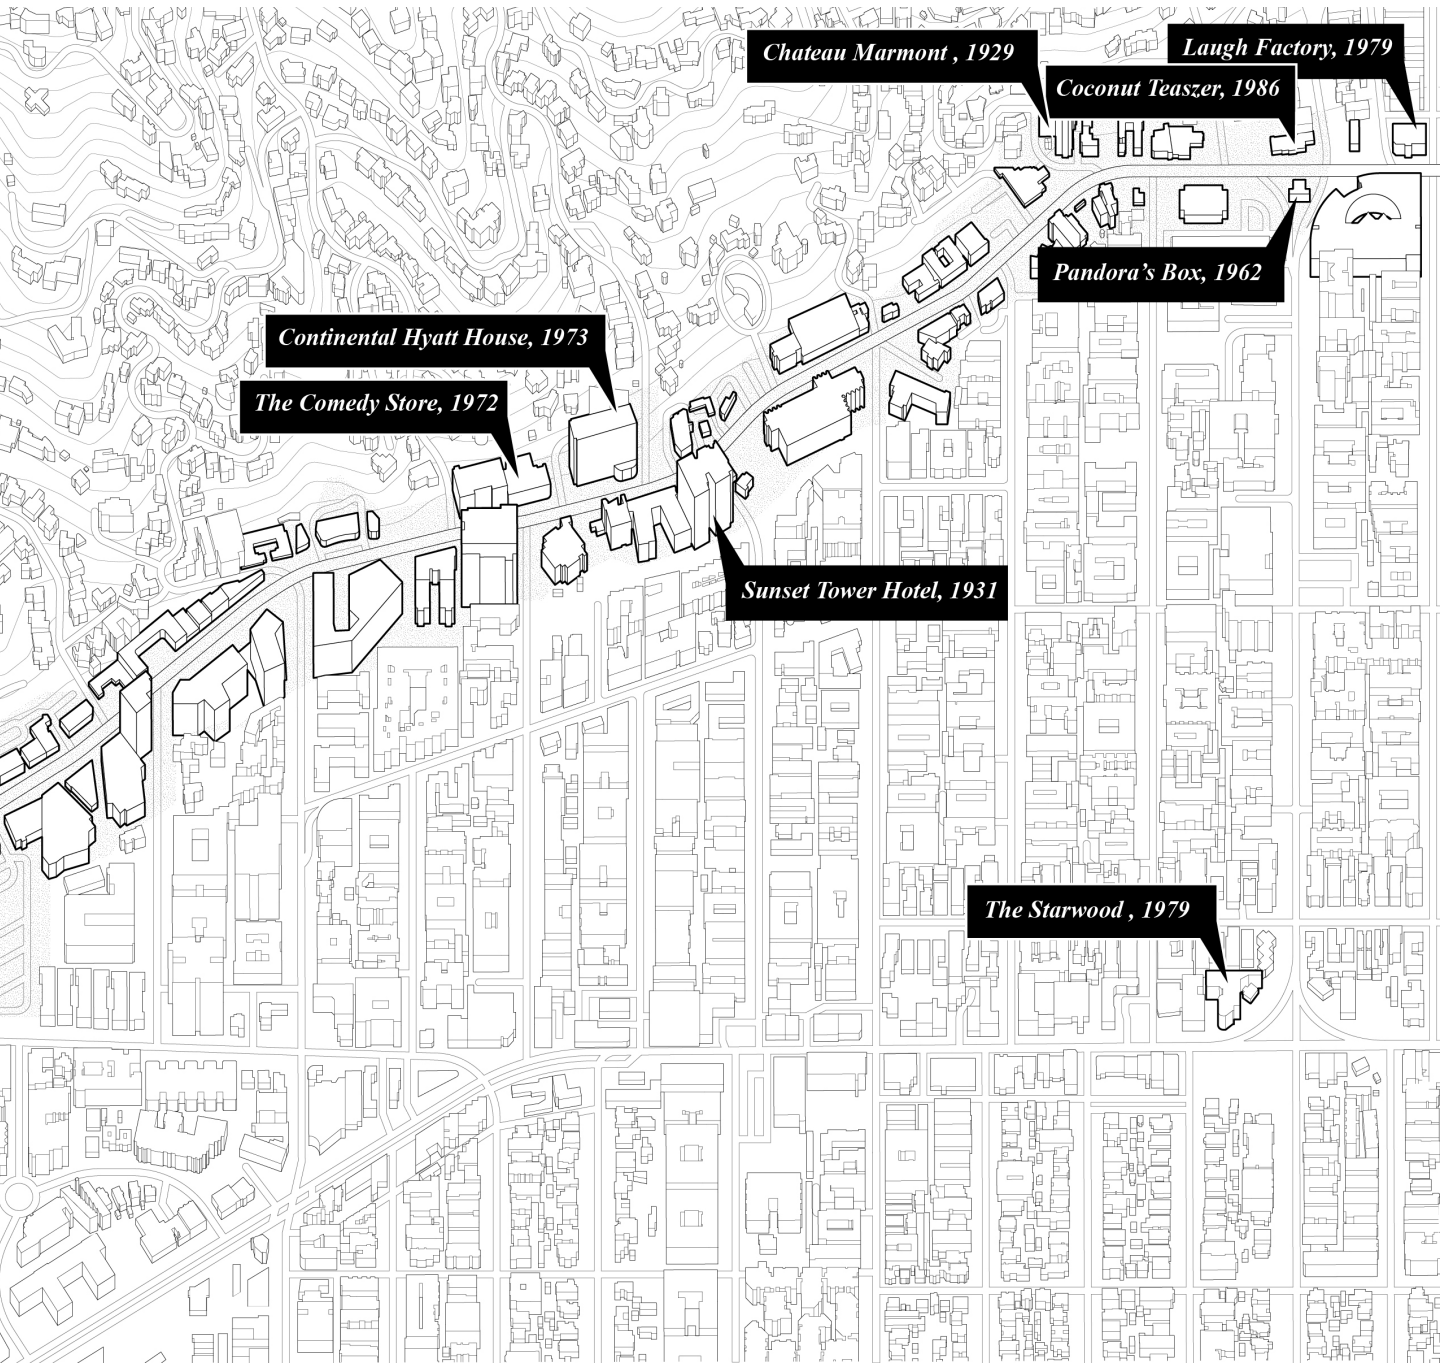 Chateau Marmont , 1929
Laugh Factory, 1979
Coconut Teaszer, 1986
Pandora's Box, 1962
Continental Hyatt House, 1973
The Comedy Store, 1972
Sunset Tower Hotel, 1931
The Starwood , 1979